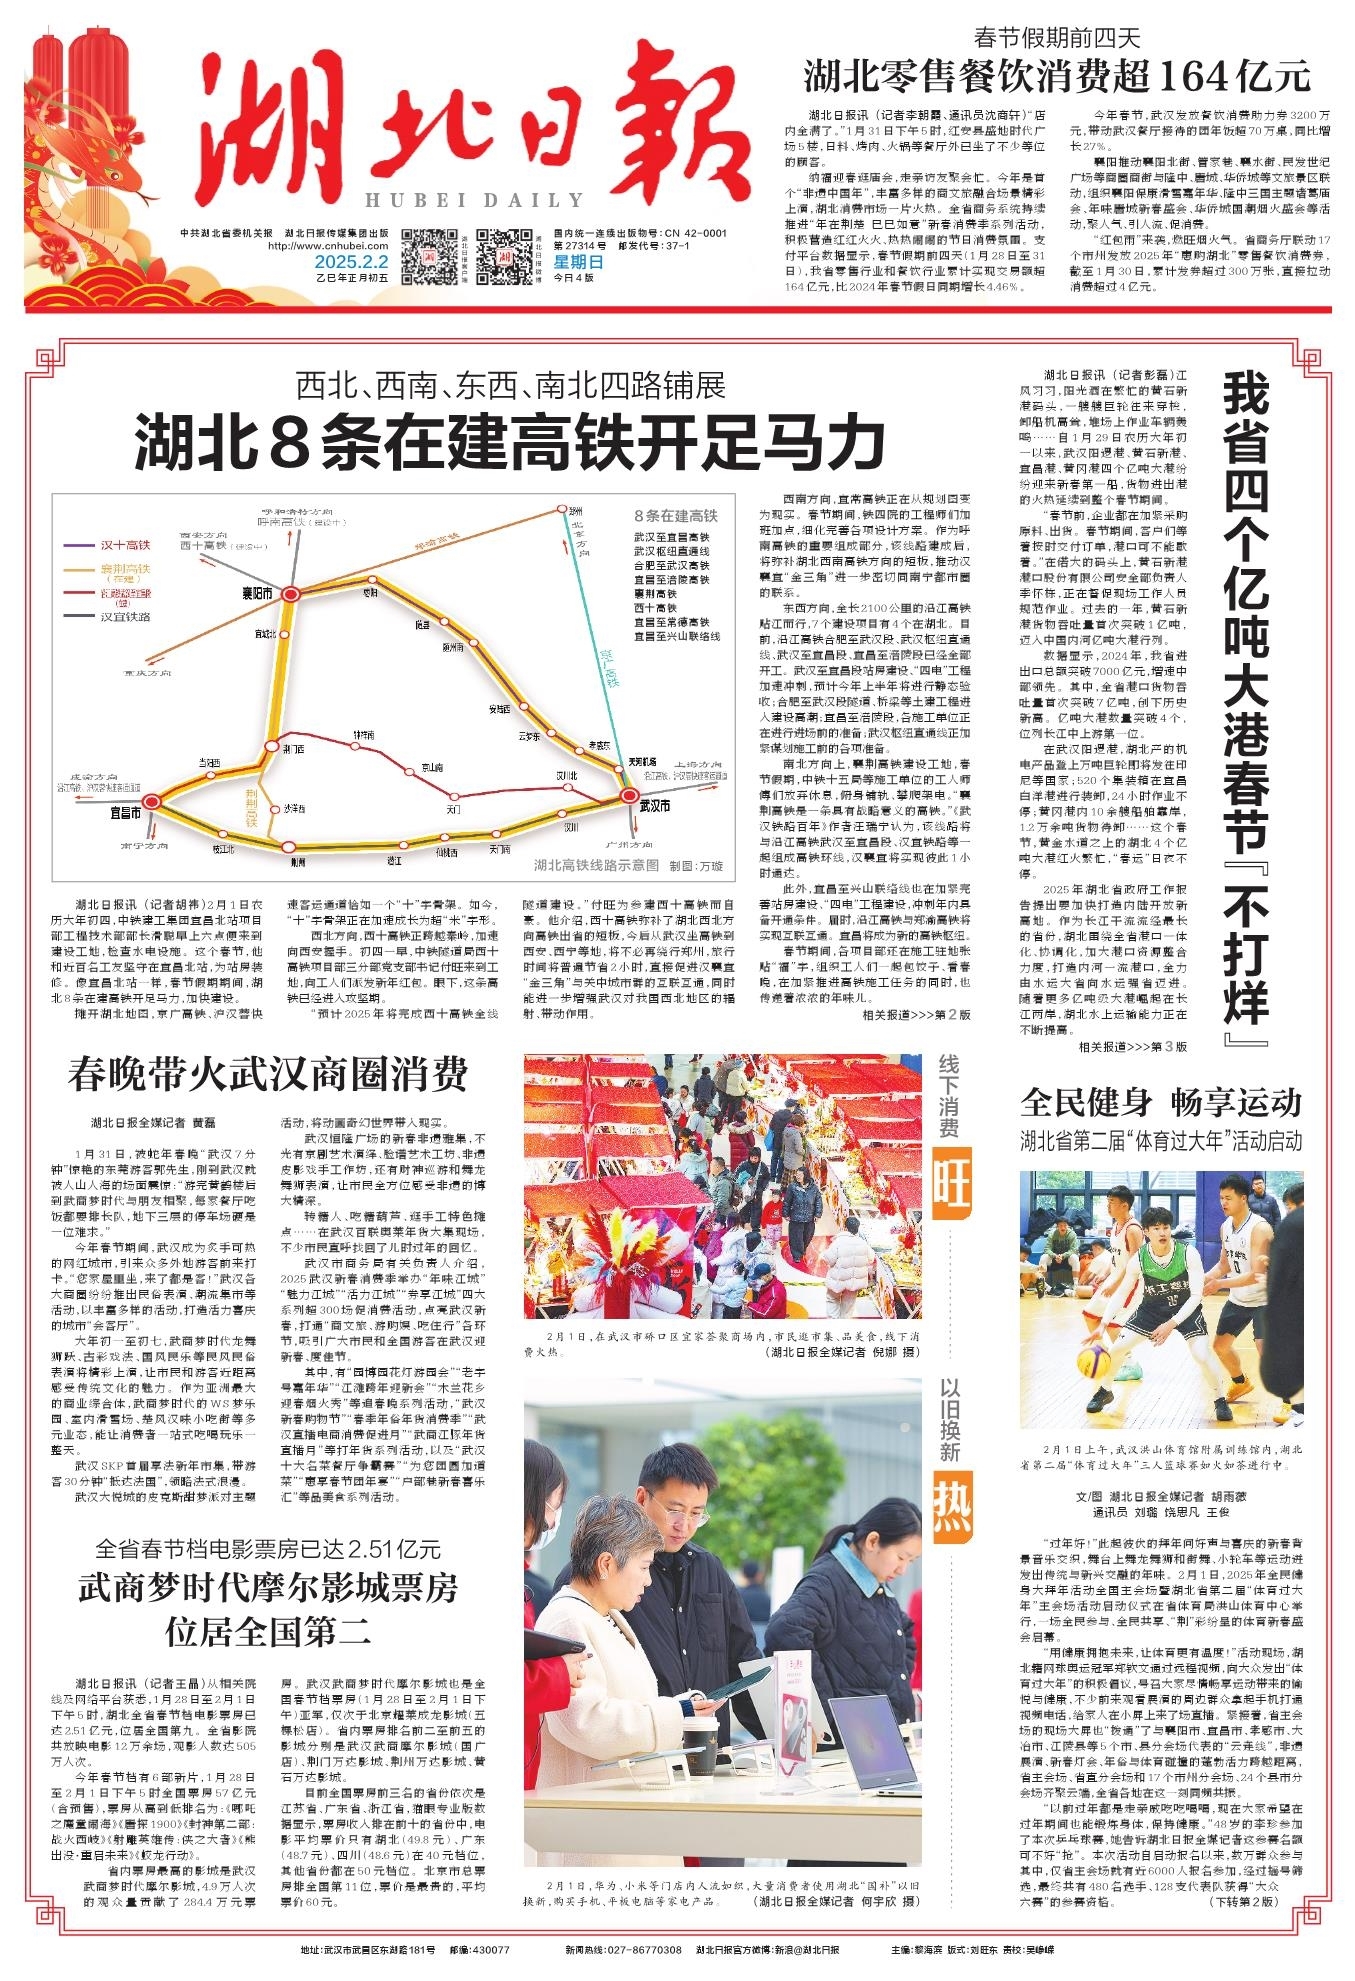 湖北日報
HUBEI DAILY
中共湖北省委机关报　湖北日报传媒集团出版
http://www.cnhubei.com
2025.2.2
乙巳年正月初五
国内统一连续出版物号：CN 42-0001
第27314号　邮发代号：37-1
星期日
今日4版
春节假期前四天
湖北零售餐饮消费超164亿元
湖北日报讯（记者李朝霞、通讯员沈商轩）“店
内全满了。”1月31日下午5时，红安县盛地时代广
场5楼，日料、烤肉、火锅等餐厅外已坐了不少等位
的顾客。
纳福迎春逛庙会，走亲访友聚会忙。今年是首
个“非遗中国年”，丰富多样的商文旅融合场景精彩
上演，湖北消费市场一片火热。全省商务系统持续
推进“年在荆楚 巳巳如意”新春消费季系列活动，
积极营造红红火火、热热闹闹的节日消费氛围。支
付平台数据显示，春节假期前四天（1月28日至31
日），我省零售行业和餐饮行业累计实现交易额超
164亿元，比2024年春节假日同期增长4.46%。
今年春节，武汉发放餐饮消费助力券3200万
元，带动武汉餐厅接待的团年饭超70万桌，同比增
长27%。
襄阳推动襄阳北街、管家巷、襄水街、民发世纪
广场等商圈商街与隆中、唐城、华侨城等文旅景区联
动，组织襄阳保康滑雪嘉年华、隆中三国主题诸葛庙
会、年味唐城新春盛会、华侨城国潮烟火盛会等活
动，聚人气、引人流、促消费。
“红包雨”来袭，燃旺烟火气。省商务厅联动17
个市州发放2025年“惠购湖北”零售餐饮消费券，
截至1月30日，累计发券超过300万张，直接拉动
消费超过4亿元。
西北、西南、东西、南北四路铺展
湖北8条在建高铁开足马力
汉十高铁
襄荆高铁
（在建）
汉宜铁路
8条在建高铁
武汉至宜昌高铁
武汉枢纽直通线
合肥至武汉高铁
宜昌至涪陵高铁
襄荆高铁
西十高铁
宜昌至常德高铁
宜昌至兴山联络线
呼和浩特方向
呼南高铁（建设中）
西安方向
西十高铁（建设中）
郑渝高铁
郑州
北京方向
襄阳市
枣阳
随县
随州南
安陆西
云梦东
孝感东
天河机场
宜城北
重庆方向
京广高铁
荆门西
钟祥南
京山南
天门
汉川北
当阳西
成渝方向
上海方向
宜昌市
武汉市
荆荆高铁
沙洋西
南宁方向
枝江北
荆州
潜江
仙桃西
天门南
汉川
广州方向
湖北高铁线路示意图　制图：万璇
湖北日报讯（记者胡祎）2月1日农
历大年初四，中铁建工集团宜昌北站项目
部工程技术部部长滑聪早上六点便来到
建设工地，检查水电设施。这个春节，他
和近百名工友坚守在宜昌北站，为站房装
修。像宜昌北站一样，春节假期期间，湖
北8条在建高铁开足马力，加快建设。
摊开湖北地图，京广高铁、沪汉蓉快
速客运通道恰如一个“十”字骨架。如今，
“十”字骨架正在加速成长为超“米”字形。
西北方向，西十高铁正跨越秦岭，加速
向西安握手。初四一早，中铁隧道局西十
高铁项目部三分部党支部书记付旺来到工
地，向工人们派发新年红包。眼下，这条高
铁已经进入攻坚期。
“预计2025年将完成西十高铁全线
隧道建设。”付旺为参建西十高铁而自
豪。他介绍，西十高铁弥补了湖北西北方
向高铁出省的短板，今后从武汉坐高铁到
西安、西宁等地，将不必再绕行郑州，旅行
时间将普遍节省2小时，直接促进汉襄宜
“金三角”与关中城市群的互联互通，同时
能进一步增强武汉对我国西北地区的辐
射、带动作用。
西南方向，宜常高铁正在从规划图变
为现实。春节期间，铁四院的工程师们加
班加点，细化完善各项设计方案。作为呼
南高铁的重要组成部分，该线路建成后，
将弥补湖北西南高铁方向的短板，推动汉
襄宜“金三角”进一步密切同南宁都市圈
的联系。
东西方向，全长2100公里的沿江高铁
贴江而行，7个建设项目有4个在湖北。目
前，沿江高铁合肥至武汉段、武汉枢纽直通
线、武汉至宜昌段、宜昌至涪陵段已经全部
开工。武汉至宜昌段站房建设、“四电”工程
加速冲刺，预计今年上半年将进行静态验
收；合肥至武汉段隧道、桥梁等土建工程进
入建设高潮；宜昌至涪陵段，各施工单位正
在进行进场前的准备；武汉枢纽直通线正加
紧谋划施工前的各项准备。
南北方向上，襄荆高铁建设工地，春
节假期，中铁十五局等施工单位的工人师
傅们放弃休息，俯身铺轨、攀爬架电。“襄
荆高铁是一条具有战略意义的高铁。”《武
汉铁路百年》作者汪瑞宁认为，该线路将
与沿江高铁武汉至宜昌段、汉宜铁路等一
起组成高铁环线，汉襄宜将实现彼此1小
时通达。
此外，宜昌至兴山联络线也在加紧完
善站房建设、“四电”工程建设，冲刺年内具
备开通条件。届时，沿江高铁与郑渝高铁将
实现互联互通。宜昌将成为新的高铁枢纽。
春节期间，各项目部还在施工驻地张
贴“福”字，组织工人们一起包饺子、看春
晚，在加紧推进高铁施工任务的同时，也
传递着浓浓的年味儿。
相关报道>>>第2版
我省四个亿吨大港春节『不打烊』
湖北日报讯（记者彭磊）江
风习习，阳光洒在繁忙的黄石新
港码头，一艘艘巨轮往来穿梭，
卸船机高耸，堆场上作业车辆轰
鸣……自1月29日农历大年初
一以来，武汉阳逻港、黄石新港、
宜昌港、黄冈港四个亿吨大港纷
纷迎来新春第一船，货物进出港
的火热延续到整个春节期间。
“春节前，企业都在加紧采购
原料、出货。春节期间，客户们等
着按时交付订单，港口可不能歇
着。”在偌大的码头上，黄石新港
港口股份有限公司安全部负责人
李怀栋，正在督促现场工作人员
规范作业。过去的一年，黄石新
港货物吞吐量首次突破1亿吨，
迈入中国内河亿吨大港行列。
数据显示，2024年，我省进
出口总额突破7000亿元，增速中
部领先。其中，全省港口货物吞
吐量首次突破7亿吨，创下历史
新高。亿吨大港数量突破4个，
位列长江中上游第一位。
在武汉阳逻港，湖北产的机
电产品登上万吨巨轮即将发往印
尼等国家；520个集装箱在宜昌
白洋港进行装卸，24小时作业不
停；黄冈港内10余艘船舶靠岸，
1.2万余吨货物待卸……这个春
节，黄金水道之上的湖北4个亿
吨大港红火繁忙，“春运”日夜不
停。
2025年湖北省政府工作报
告提出要加快打造内陆开放新
高地。作为长江干流流经最长
的省份，湖北围绕全省港口一体
化、协调化，加大港口资源整合
力度，打造内河一流港口，全力
由水运大省向水运强省迈进。
随着更多亿吨级大港崛起在长
江两岸，湖北水上运输能力正在
不断提高。
相关报道>>>第3版
春晚带火武汉商圈消费
湖北日报全媒记者 黄磊
1月31日，被蛇年春晚“武汉7分
钟”惊艳的东莞游客郭先生，刚到武汉就
被人山人海的场面震惊：“游完黄鹤楼后
到武商梦时代与朋友相聚，每家餐厅吃
饭都要排长队，地下三层的停车场硬是
一位难求。”
今年春节期间，武汉成为炙手可热
的网红城市，引来众多外地游客前来打
卡。“您家屋里坐，来了都是客！”武汉各
大商圈纷纷推出民俗表演、潮流集市等
活动，以丰富多样的活动，打造活力喜庆
的城市“会客厅”。
大年初一至初七，武商梦时代龙舞
狮跃、古彩戏法、国风民乐等民风民俗
表演将精彩上演，让市民和游客近距离
感受传统文化的魅力。作为亚洲最大
的商业综合体，武商梦时代的WS梦乐
园、室内滑雪场、楚风汉味小吃街等多
元业态，能让消费者一站式吃喝玩乐一
整天。
武汉SKP首届享法新年市集，带游
客30分钟“抵达法国”，领略法式浪漫。
武汉大悦城的皮克斯甜梦派对主题
活动，将动画奇幻世界带入现实。
武汉恒隆广场的新春非遗雅集，不
光有京剧艺术演绎、脸谱艺术工坊、非遗
皮影戏手工作坊，还有财神巡游和舞龙
舞狮表演，让市民全方位感受非遗的博
大精深。
转糖人、吃糖葫芦、逛手工特色摊
点……在武汉百联奥莱年货大集现场，
不少市民直呼找回了儿时过年的回忆。
武汉市商务局有关负责人介绍，
2025武汉新春消费季举办“年味江城”
“魅力江城”“活力江城”“券享江城”四大
系列超300场促消费活动，点亮武汉新
春，打通“商文旅、游购娱、吃住行”各环
节，吸引广大市民和全国游客在武汉迎
新春、度佳节。
其中，有“园博园花灯游园会”“老字
号嘉年华”“江滩跨年迎新会”“木兰花乡
迎春烟火秀”等追春晚系列活动，“武汉
新春购物节”“春季年俗年货消费季”“武
汉直播电商消费促进月”“武商江豚年货
直播月”等打年货系列活动，以及“武汉
十大名菜餐厅争霸赛”“为您团圆加道
菜”“惠享春节团年宴”“户部巷新春喜乐
汇”等品美食系列活动。
线下消费
旺
2月1日，在武汉市硚口区宜家荟聚商场内，市民逛市集、品美食，线下消
费火热。　（湖北日报全媒记者 倪娜 摄）
以旧换新
热
2月1日，华为、小米等门店内人流如织，大量消费者使用湖北“国补”以旧
换新，购买手机、平板电脑等家电产品。　（湖北日报全媒记者 何宇欣 摄）
全省春节档电影票房已达2.51亿元
武商梦时代摩尔影城票房
位居全国第二
湖北日报讯（记者王晶）从相关院
线及网络平台获悉，1月28日至2月1日
下午5时，湖北全省春节档电影票房已
达2.51亿元，位居全国第九。全省影院
共放映电影12万余场，观影人数达505
万人次。
今年春节档有6部新片，1月28日
至2月1日下午5时全国票房57亿元
（含预售），票房从高到低排名为：《哪吒
之魔童闹海》《唐探1900》《封神第二部：
战火西岐》《射雕英雄传：侠之大者》《熊
出没·重启未来》《蛟龙行动》。
省内票房最高的影城是武汉
武商梦时代摩尔影城，4.9万人次
的观众量贡献了284.4万元票
房。武汉武商梦时代摩尔影城也是全
国春节档票房（1月28日至2月1日下
午）亚军，仅次于北京耀莱成龙影城（五
棵松店）。省内票房排名前二至前五的
影城分别是武汉武商摩尔影城（国广
店）、荆门万达影城、荆州万达影城、黄
石万达影城。
目前全国票房前三名的省份依次是
江苏省、广东省、浙江省，猫眼专业版数
据显示，票房收入排在前十的省份中，电
影平均票价只有湖北（49.8元）、广东
（48.7元）、四川（48.6元）在40元档位，
其他省份都在50元档位。北京市总票
房排全国第11位，票价是最贵的，平均
票价60元。
全民健身 畅享运动
湖北省第二届“体育过大年”活动启动
2月1日上午，武汉洪山体育馆附属训练馆内，湖北
省第二届“体育过大年”三人篮球赛如火如荼进行中。
文/图 湖北日报全媒记者 胡雨薇
通讯员 刘璐 饶思凡 王俊
“过年好！”此起彼伏的拜年问好声与喜庆的新春背
景音乐交织，舞台上舞龙舞狮和街舞、小轮车等运动迸
发出传统与新兴交融的年味。2月1日，2025年全民健
身大拜年活动全国主会场暨湖北省第二届“体育过大
年”主会场活动启动仪式在省体育局洪山体育中心举
行，一场全民参与、全民共享、“荆”彩纷呈的体育新春盛
会启幕。
“用健康拥抱未来，让体育更有温度！”活动现场，湖
北籍网球奥运冠军郑钦文通过远程视频，向大众发出“体
育过大年”的积极倡议，号召大家尽情畅享运动带来的愉
悦与健康，不少前来观看展演的周边群众拿起手机打通
视频电话，给家人在小屏上来了场直播。紧接着，省主会
场的现场大屏也“拨通”了与襄阳市、宜昌市、孝感市、大
冶市、江陵县等5个市、县分会场代表的“云连线”，非遗
展演、新春灯会、年俗与体育碰撞的蓬勃活力跨越距离，
省主会场、省直分会场和17个市州分会场、24个县市分
会场齐聚云端，全省各地在这一刻同频共振。
“以前过年都是走亲戚吃吃喝喝，现在大家希望在
过年期间也能锻炼身体，保持健康。”48岁的李珍参加
了本次乒乓球赛，她告诉湖北日报全媒记者这参赛名额
可不好“抢”。本次活动自启动报名以来，数万群众参与
其中，仅省主会场就有近6000人报名参加，经过摇号筛
选，最终共有480名选手、128支代表队获得“大众
六赛”的参赛资格。　（下转第2版）
地址：武汉市武昌区东湖路181号　邮编：430077　新闻热线：027-86770308　湖北日报官方微博：新浪@湖北日报　主编：黎海滨 版式：刘旺东 责校：吴峥嵘